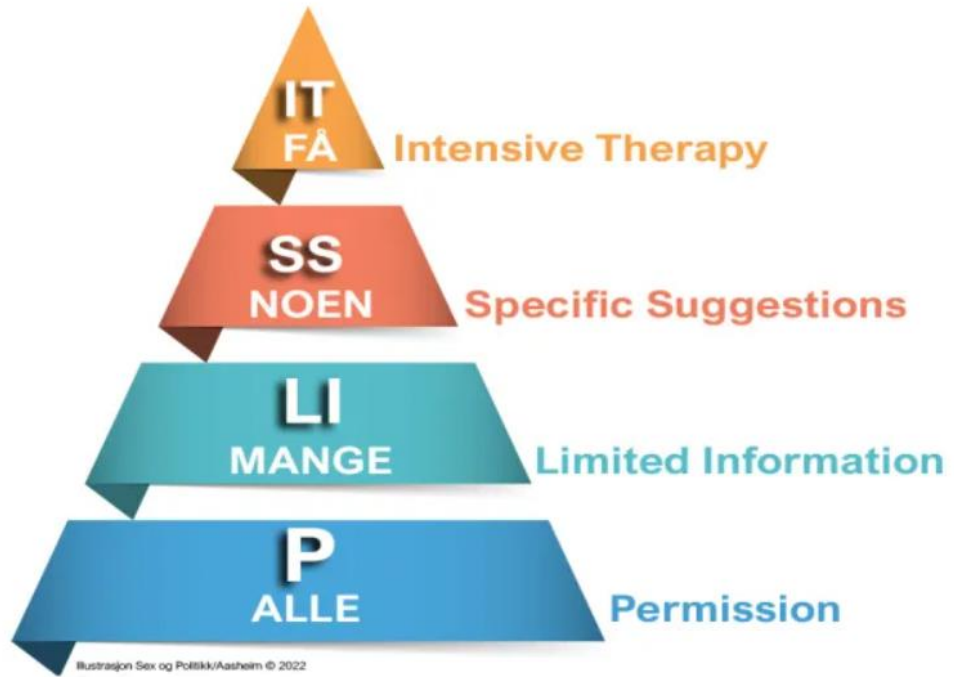 IT
FÅ
Intensive Therapy
SS
NOEN
Specific Suggestions
LI
MANGE
Limited Information
P
ALLE
Permission
Illustrasjon Sex og Politikk/Aasheim © 2022